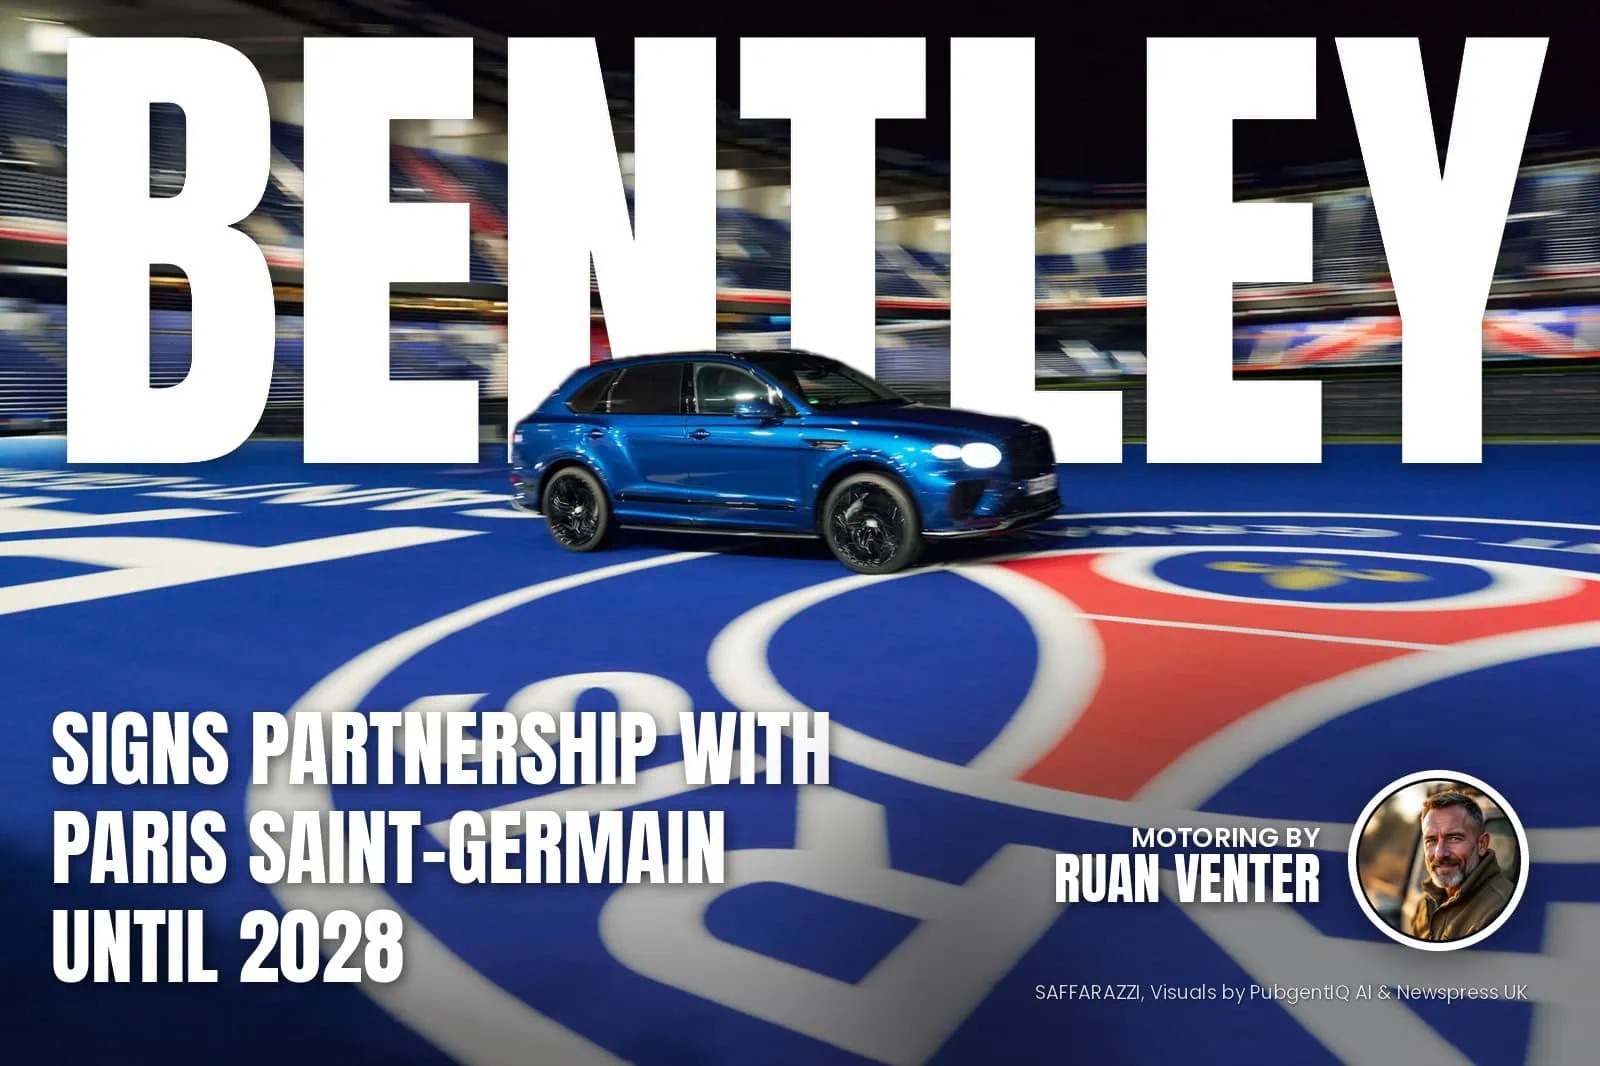 BENTLEY
SIGNS PARTNERSHIP WITH
PARIS SAINT-GERMAIN
UNTIL 2028
MOTORING BY
RUAN VENTER
SAFFARAZZI, Visuals by PubgentIQ AI & Newspress UK